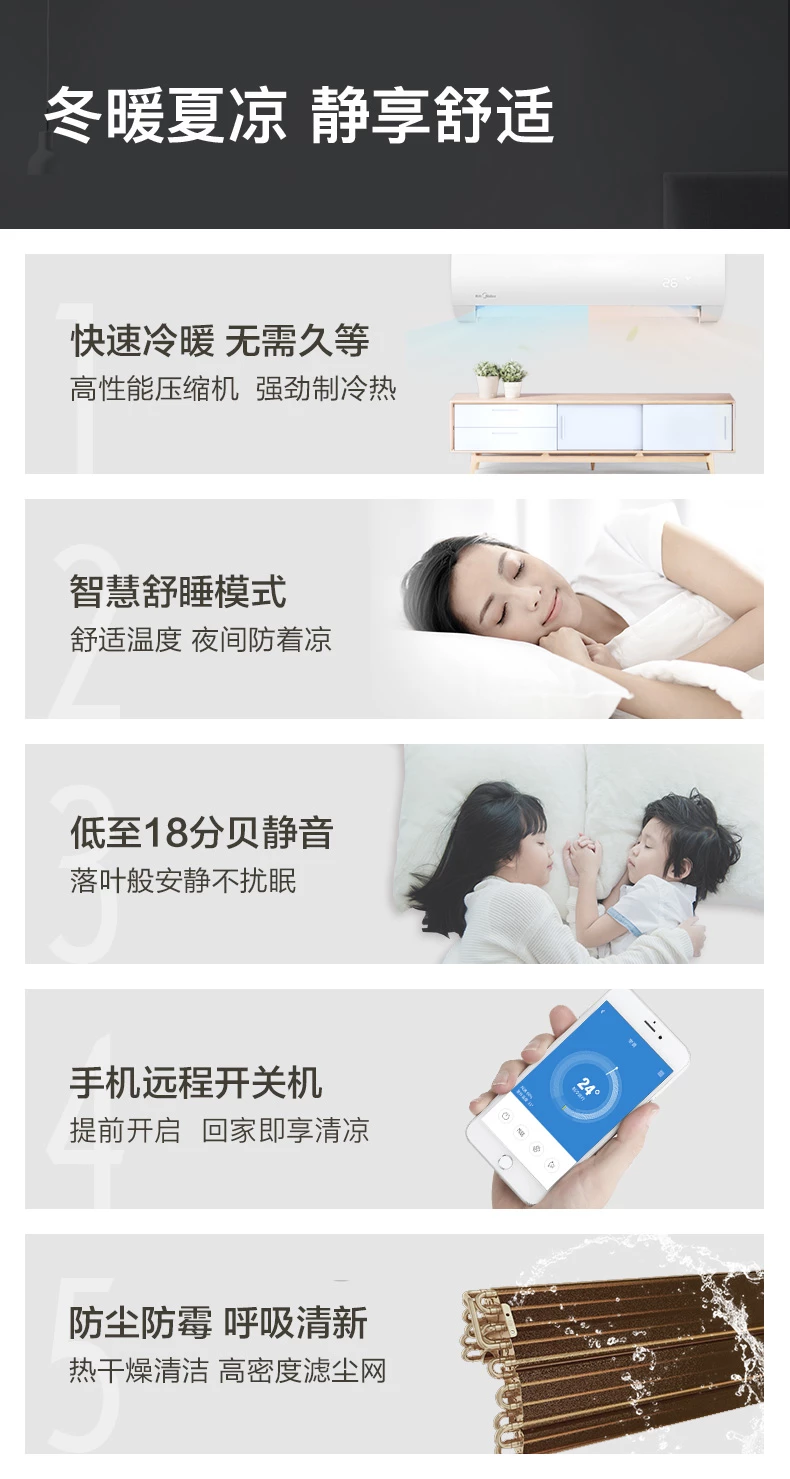 冬暖夏凉 静享舒适
1
快速冷暖 无需久等
高性能压缩机 强劲制冷热
26
2
智慧舒睡模式
舒适温度 夜间防着凉
3
低至18分贝静音
落叶般安静不扰眠
4
手机远程开关机
提前开启 回家即享清凉
24°
5
防尘防霉 呼吸清新
热干燥清洁 高密度滤尘网